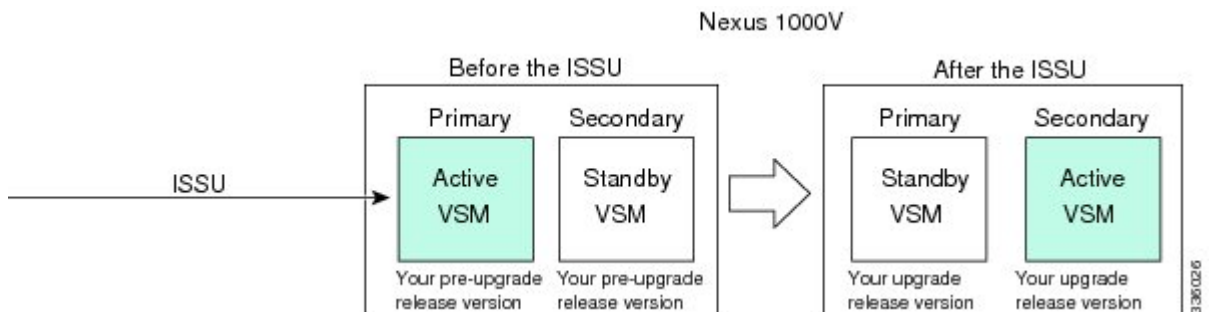 Nexus 1000V
Before the ISSU
After the ISSU
Primary
Secondary
Primary
Secondary
ISSU
Active
VSM
Standby
VSM
Standby
VSM
Active
VSM
Your pre-upgrade
release version
Your pre-upgrade
release version
Your upgrade
release version
Your upgrade
release version
336026